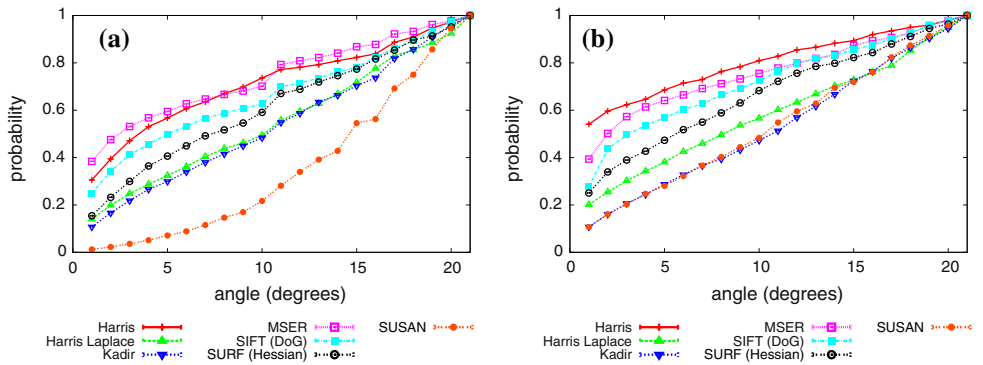 (a)
probability
1
0.8
0.6
0.4
0.2
0
0 5 10 15 20
angle (degrees)
Harris MSER SUSAN
Harris Laplace SIFT (DoG)
Kadir SURF (Hessian)
(b)
probability
1
0.8
0.6
0.4
0.2
0
0 5 10 15 20
angle (degrees)
Harris MSER SUSAN
Harris Laplace SIFT (DoG)
Kadir SURF (Hessian)